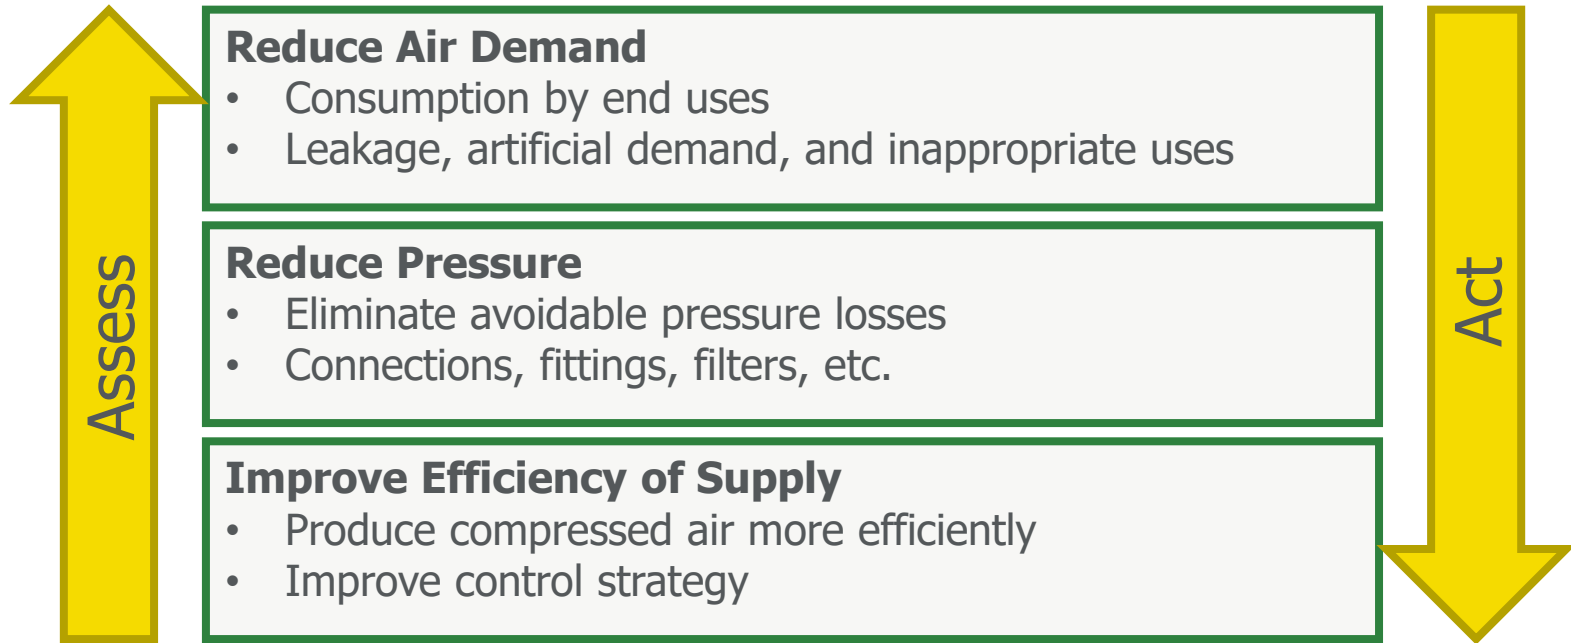 Assess
Reduce Air Demand
• Consumption by end uses
• Leakage, artificial demand, and inappropriate uses
Reduce Pressure
• Eliminate avoidable pressure losses
• Connections, fittings, filters, etc.
Improve Efficiency of Supply
• Produce compressed air more efficiently
• Improve control strategy
Act